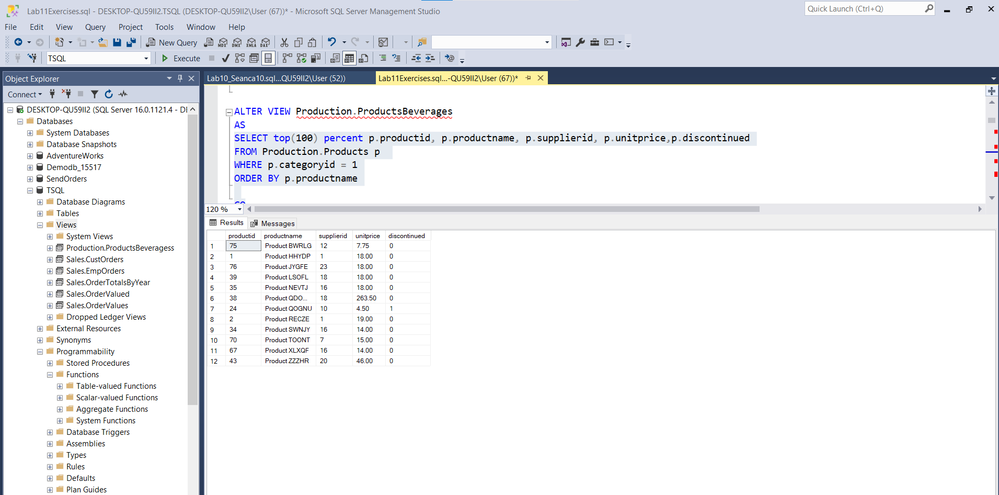 Lab11Exercises.sql - DESKTOP-QU59II2.TSQL (DESKTOP-QU59II2\User (67))* - Microsoft SQL Server Management Studio
Quick Launch (Ctrl+Q)
File Edit View Query Project Tools Window Help
New Query MDX DMX XMLA DAX
TSQL Execute
Object Explorer
Connect
DESKTOP-QU59II2 (SQL Server 16.0.1121.4 - DE
Databases
System Databases
Database Snapshots
AdventureWorks
Demodb_15517
SendOrders
TSQL
Database Diagrams
Tables
Views
System Views
Production.ProductsBeveragess
Sales.CustOrders
Sales.EmpOrders
Sales.OrderTotalsByYear
Sales.OrderValued
Sales.OrderValues
Dropped Ledger Views
External Resources
Synonyms
Programmability
Stored Procedures
Functions
Table-valued Functions
Scalar-valued Functions
Aggregate Functions
System Functions
Database Triggers
Assemblies
Types
Rules
Defaults
Plan Guides
Lab10_Seanca10.sql...QU59II2\User (52))
Lab11Exercises.sql...-QU59II2\User (67))*
ALTER VIEW Production.ProductsBeverages
AS
SELECT top(100) percent p.productid, p.productname, p.supplierid, p.unitprice,p.discontinued
FROM Production.Products p
WHERE p.categoryid = 1
ORDER BY p.productname
GO
120 %
Results Messages
productid productname supplierid unitprice discontinued
1 75 Product BWRLG 12 7.75 0
2 1 Product HHYDP 1 18.00 0
3 76 Product JYGFE 23 18.00 0
4 39 Product LSOFL 18 18.00 0
5 35 Product NEVTJ 16 18.00 0
6 38 Product QDO... 18 263.50 0
7 24 Product QOGNU 10 4.50 1
8 2 Product RECZE 1 19.00 0
9 34 Product SWNJY 16 14.00 0
10 70 Product TOONT 7 15.00 0
11 67 Product XLXQF 16 14.00 0
12 43 Product ZZZHR 20 46.00 0